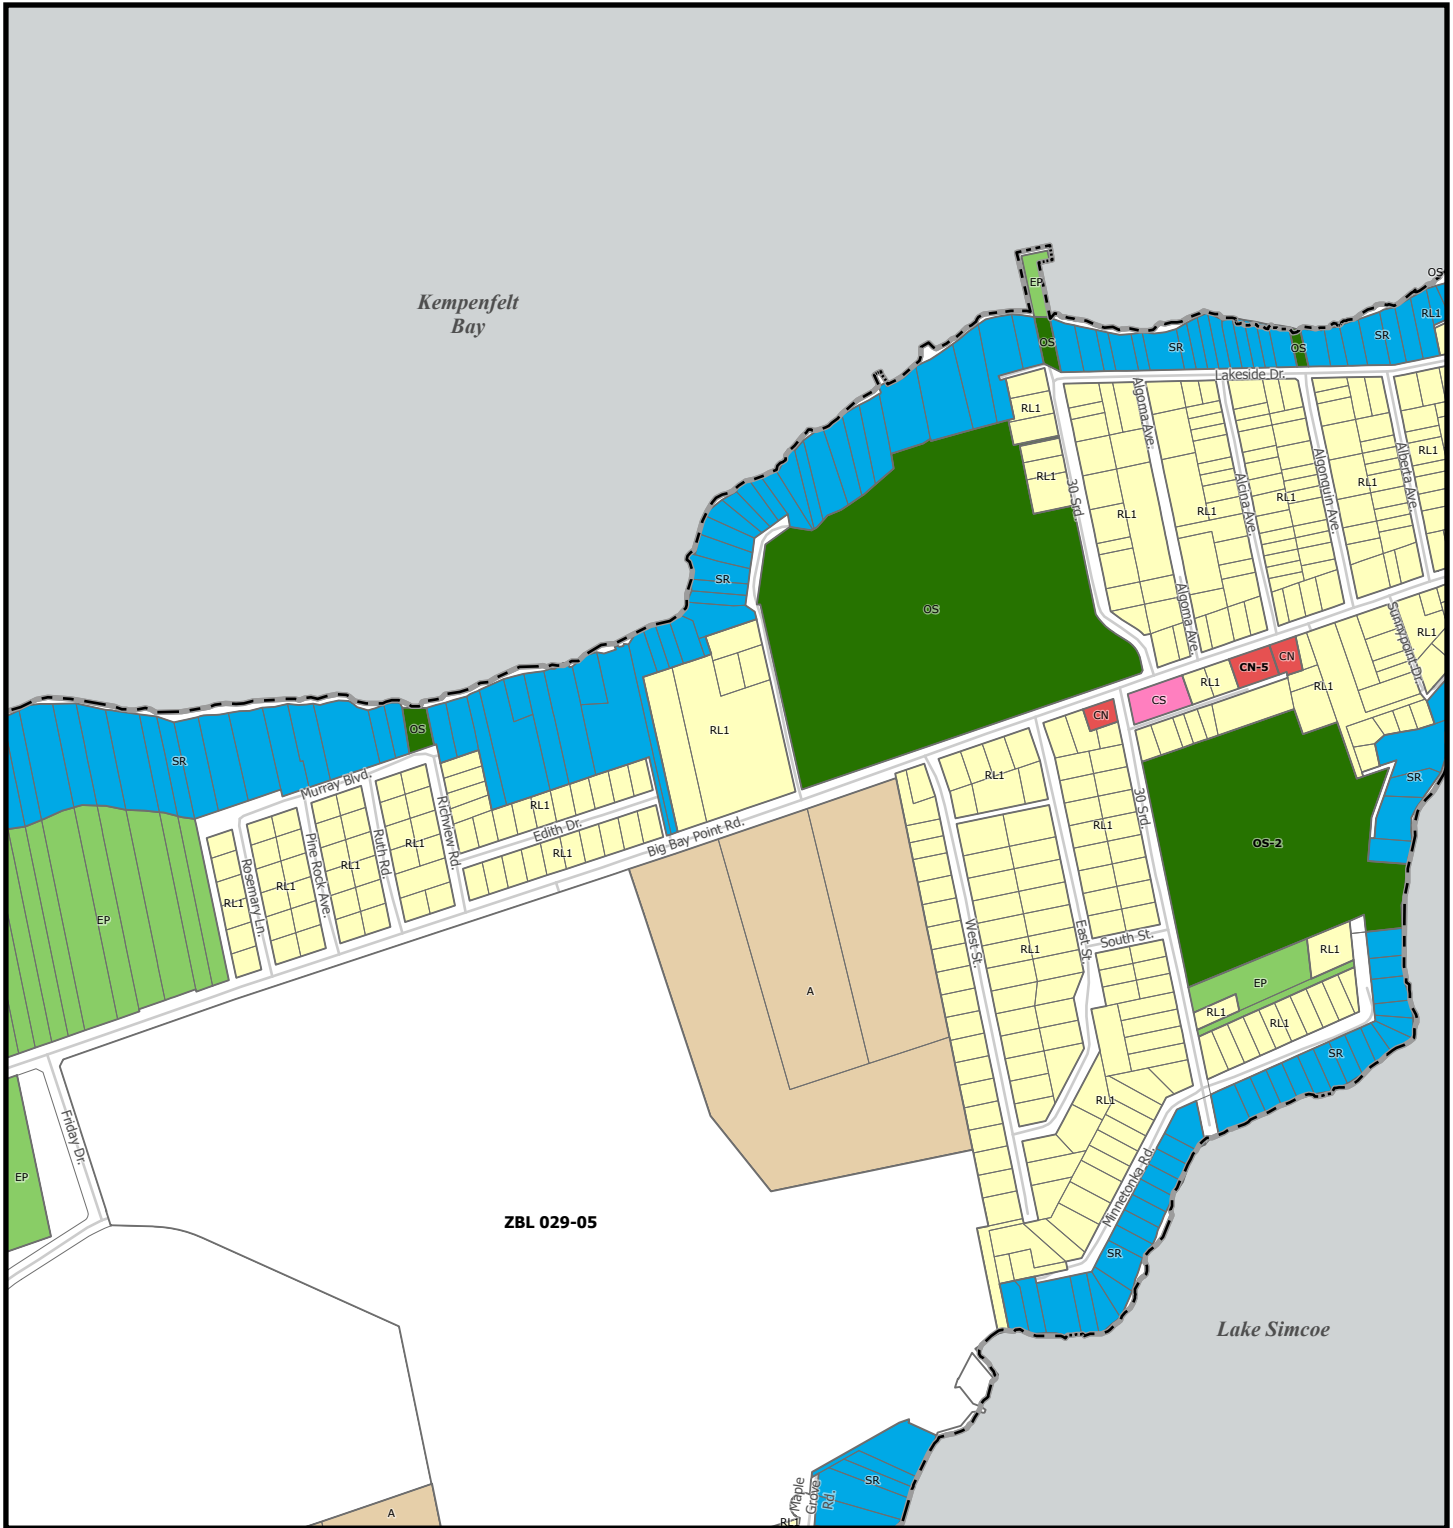 OS
EP
Kempenfelt
Bay
RL1
OS
SR
OS
SR
Lakeside Dr.
RL1
Algoma Ave.
RL1
RL1
30 Srd.
RL1
RL1
Alcina Ave.
RL1
Algonquin Ave.
RL1
Alberta Ave.
RL1
SR
OS
Algoma Ave.
Sunnypoint Dr.
RL1
CN-5
CN
RL1
RL1
CS
CN
OS
RL1
SR
Murray Blvd.
RL1
SR
30 Srd.
RL1
Edith Dr.
RL1
Big Bay Point Rd.
Richview Rd.
RL1
Ruth Rd.
RL1
Pine Rock Ave.
RL1
Rosemary Ln.
RL1
EP
RL1
OS-2
West St.
RL1
East St.
South St.
RL1
EP
RL1
RL1
SR
A
RL1
Friday Dr.
EP
Minnetonka Rd.
SR
ZBL 029-05
Lake Simcoe
SR
Maple
Grove
Rd.
A
RL1